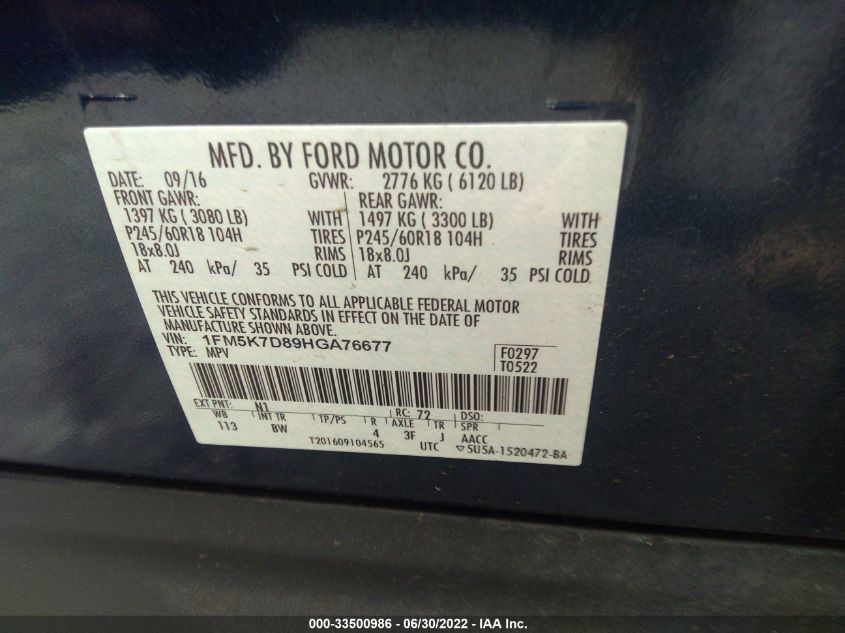 MFD. BY FORD MOTOR CO.
DATE: 09/16 GVWR: 2776 KG ( 6120 LB)
FRONT GAWR: REAR GAWR:
1397 KG ( 3080 LB) WITH 1497 KG ( 3300 LB) WITH
P245/60R18 104H TIRES P245/60R18 104H TIRES
18x8.0J RIMS 18x8.0J RIMS
AT 240 kPa/ 35 PSI COLD AT 240 kPa/ 35 PSI COLD
THIS VEHICLE CONFORMS TO ALL APPLICABLE FEDERAL MOTOR
VEHICLE SAFETY STANDARDS IN EFFECT ON THE DATE OF
MANUFACTURE SHOWN ABOVE.
VIN: 1FM5K7D89HGA76677
TYPE: MPV
F0297
T0522
EXT PNT: N1 RC: 72 DSO:
WB INT TR TP/PS R AXLE TR SPR
113 BW 4 3F J AACC
T201609104565 UTC ▽5U5A-1520472-BA
000-33500986 - 06/30/2022 - IAA Inc.